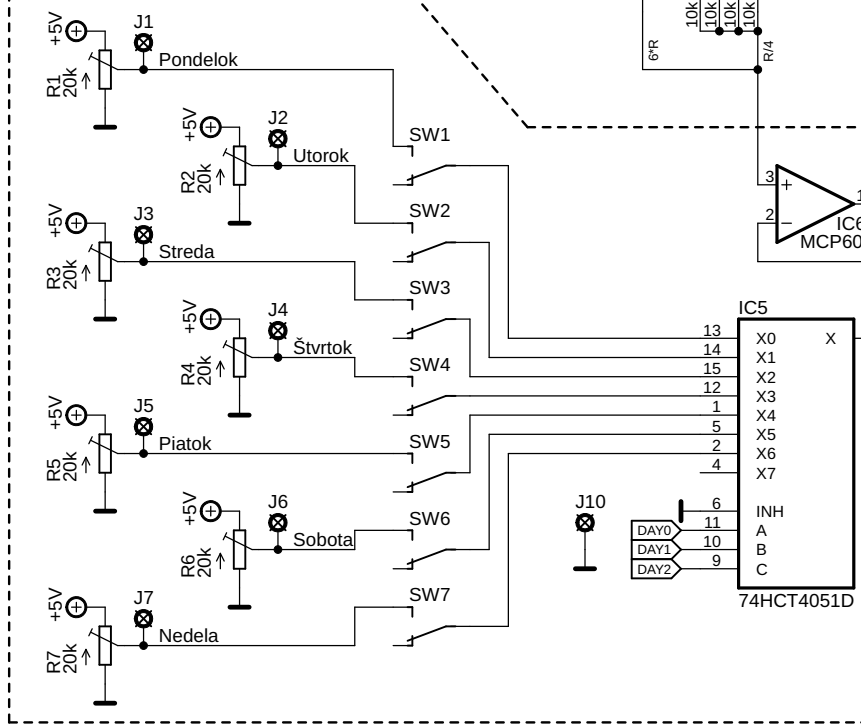 +5V
J1
Pondelok
R1
20k
10k
10k
10k
10k
6*R
R/4
+5V
J2
Utorok
R2
20k
SW1
3
+
2
−
1
IC6
MCP60
+5V
J3
Streda
R3
20k
SW2
+5V
J4
Štvrtok
R4
20k
SW3
SW4
IC5
13 X0 X
14 X1
15 X2
12 X3
1 X4
5 X5
2 X6
4 X7
6 INH
11 A
10 B
9 C
DAY0
DAY1
DAY2
74HCT4051D
+5V
J5
Piatok
R5
20k
SW5
+5V
J6
Sobota
R6
20k
SW6
J10
+5V
J7
Nedela
R7
20k
SW7